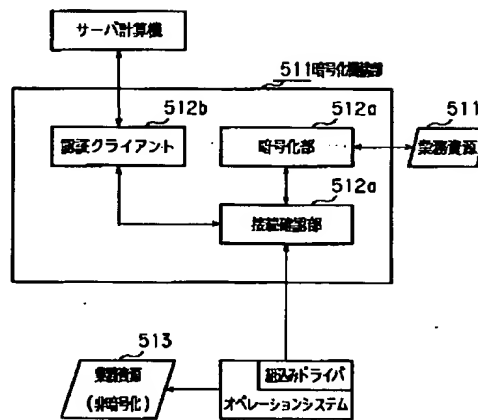 サーバ計算機
511 暗号化機能部
512b
512a
511
認証クライアント
暗号化部
業務資源
512a
接続確認部
513
業務資源
(非暗号化)
組込みドライバ
オペレーションシステム